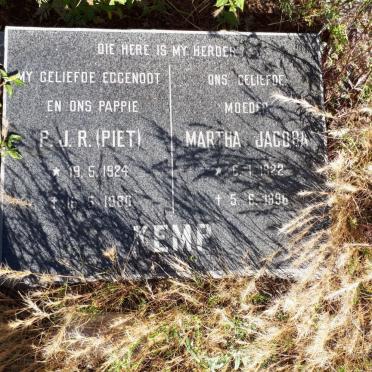 DIE HERE IS MY HERDER
MY GELIEFDE EGGENOOT
EN ONS PAPPIE
P. J. R. (PIET)
* 19. 5. 1924
ONS GELIEFDE
MOEDER
MARTHA JACOBA
1922
† 5. 6. 1996
KEMP